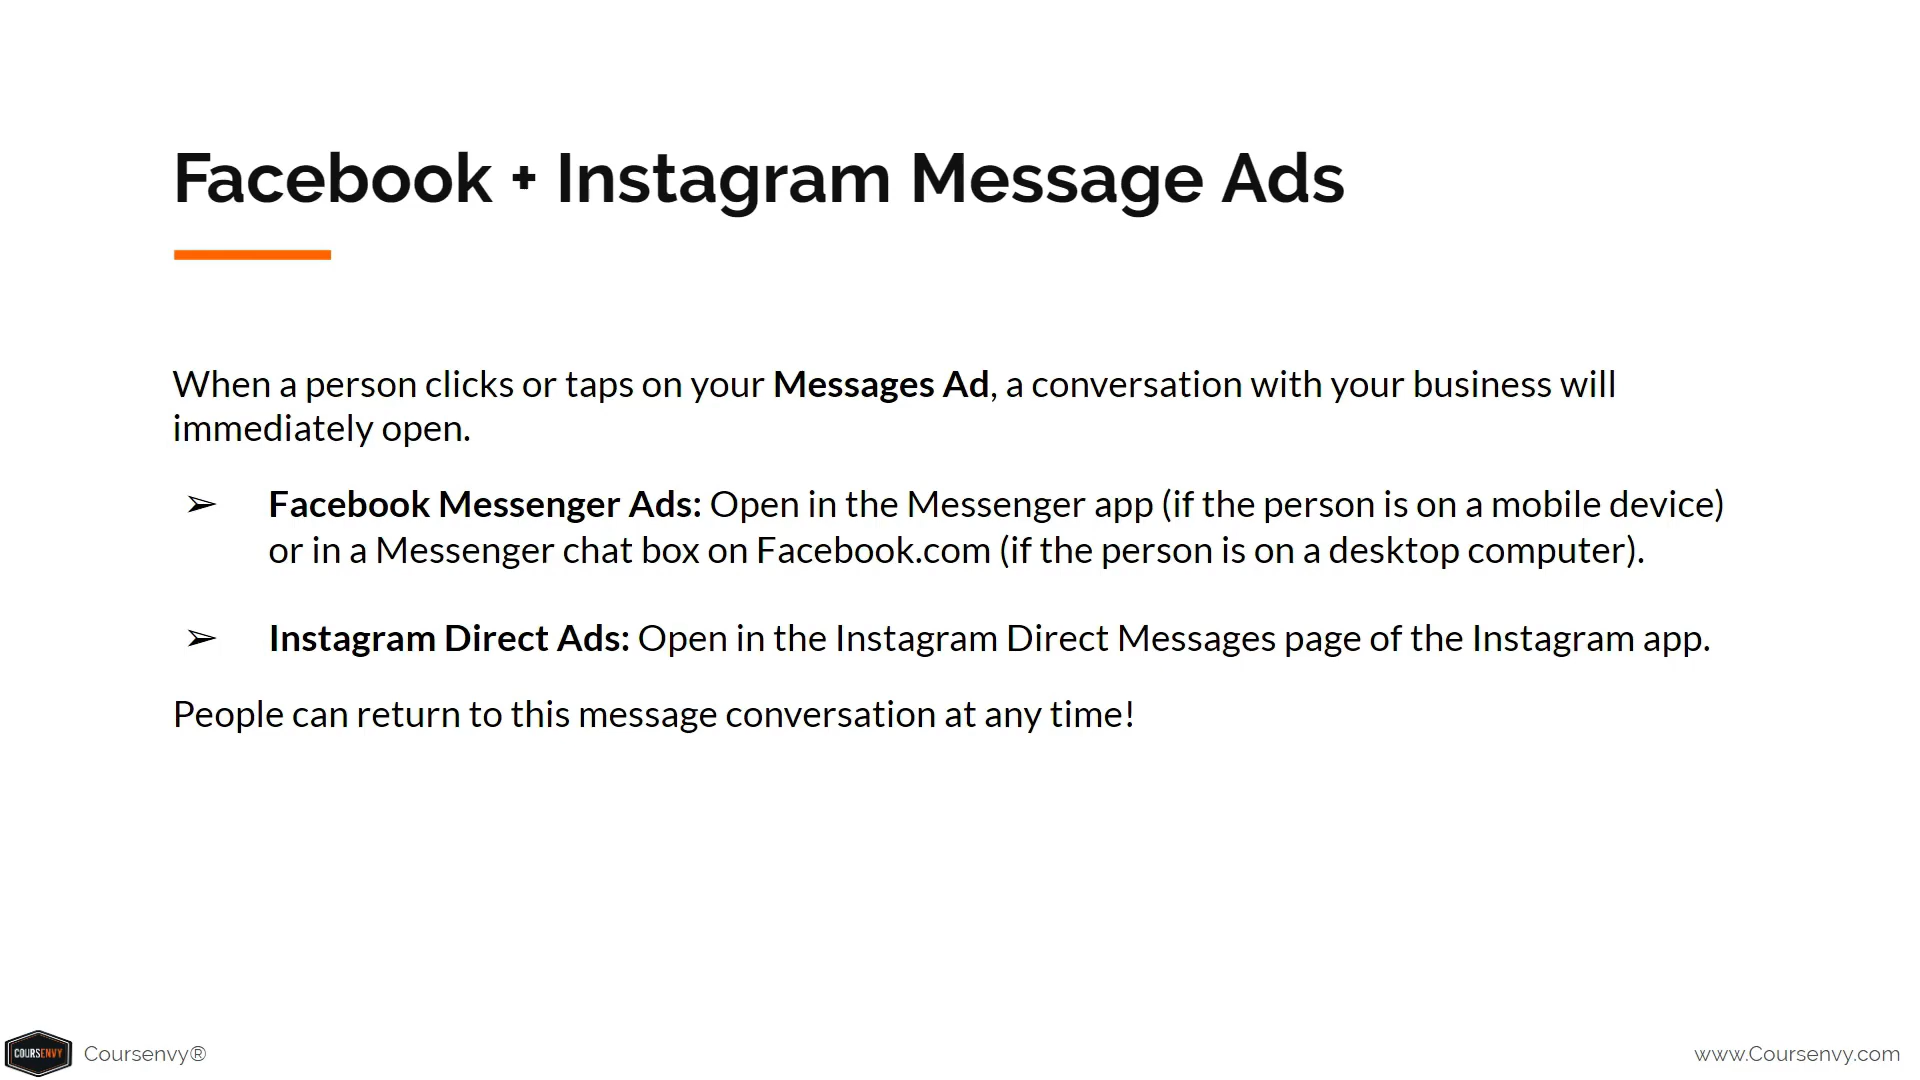 Facebook + Instagram Message Ads
When a person clicks or taps on your Messages Ad, a conversation with your business will
immediately open.
➢ Facebook Messenger Ads: Open in the Messenger app (if the person is on a mobile device)
or in a Messenger chat box on Facebook.com (if the person is on a desktop computer).
➢ Instagram Direct Ads: Open in the Instagram Direct Messages page of the Instagram app.
People can return to this message conversation at any time!
COURSENVY Coursenvy® www.Coursenvy.com